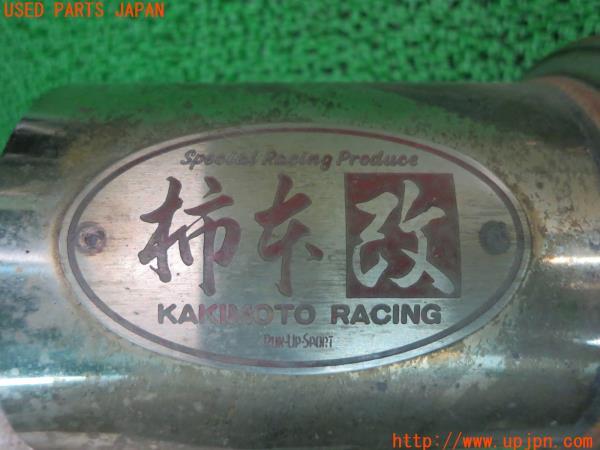 USED PARTS JAPAN
Special Racing Produce
柿本改
KAKIMOTO RACING
RUN-UP-SPORT
http://www.upjpn.com